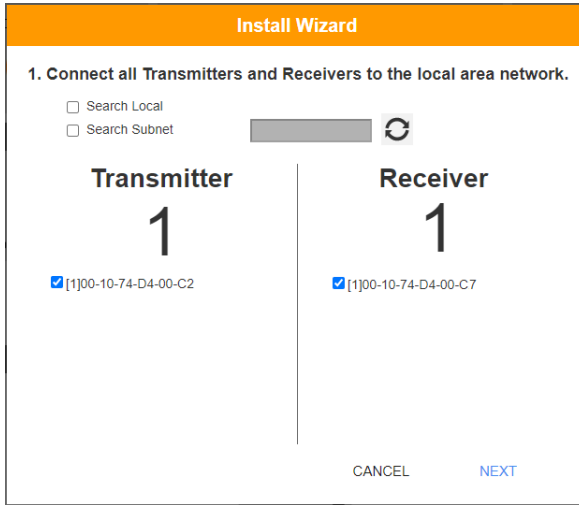 Install Wizard
1. Connect all Transmitters and Receivers to the local area network.
Search Local
Search Subnet
Transmitter
1
[1]00-10-74-D4-00-C2
Receiver
1
[1]00-10-74-D4-00-C7
CANCEL
NEXT